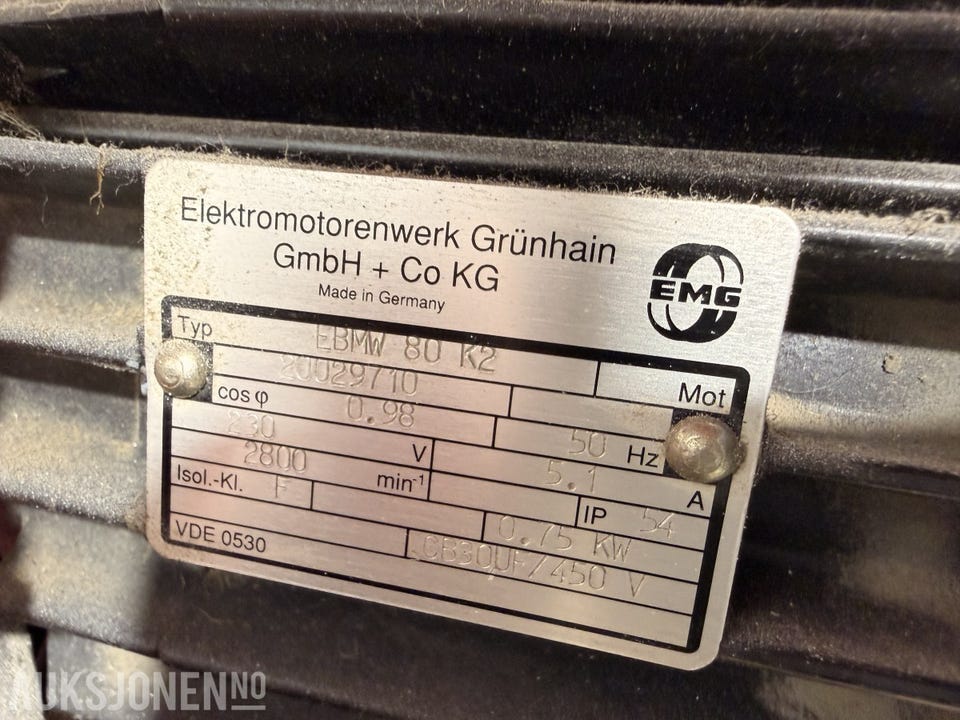 Elektromotorenwerk Grünhain
GmbH + Co KG
Made in Germany
EMG
Typ EBMW 80 K2
20029710 Mot
cos φ 0.98
50 Hz
230 V 5.1 A
2800 min-1
IP 54
Isol.-Kl. F
0.75 KW
VDE 0530
CB30UF/450 V
AUKSJONEN.NO